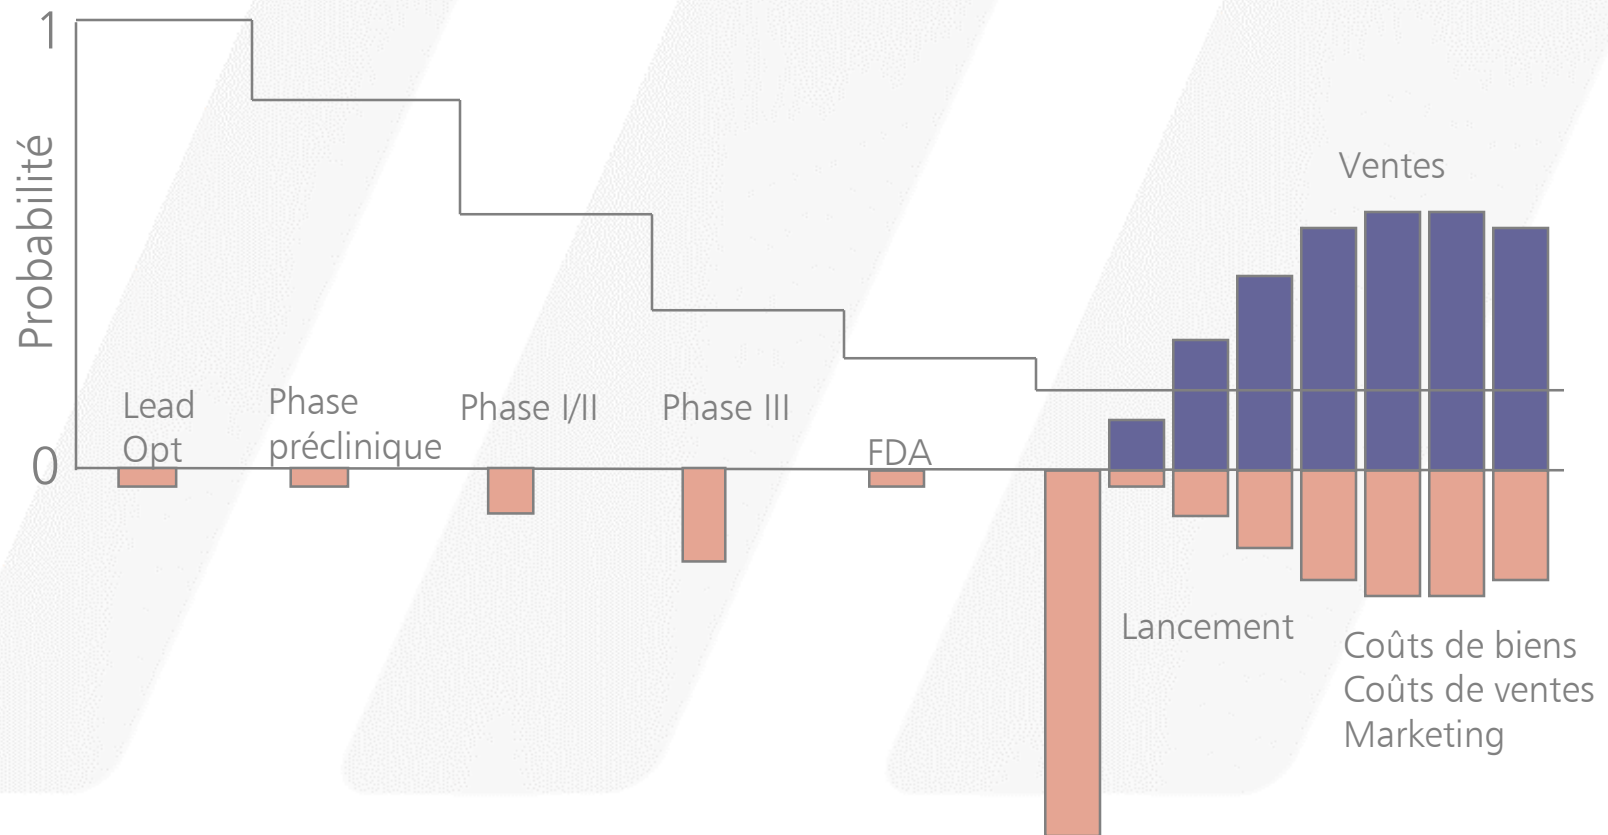 1
Probabilité
0
Lead
Opt
Phase
préclinique
Phase I/II
Phase III
FDA
Ventes
Lancement
Coûts de biens
Coûts de ventes
Marketing